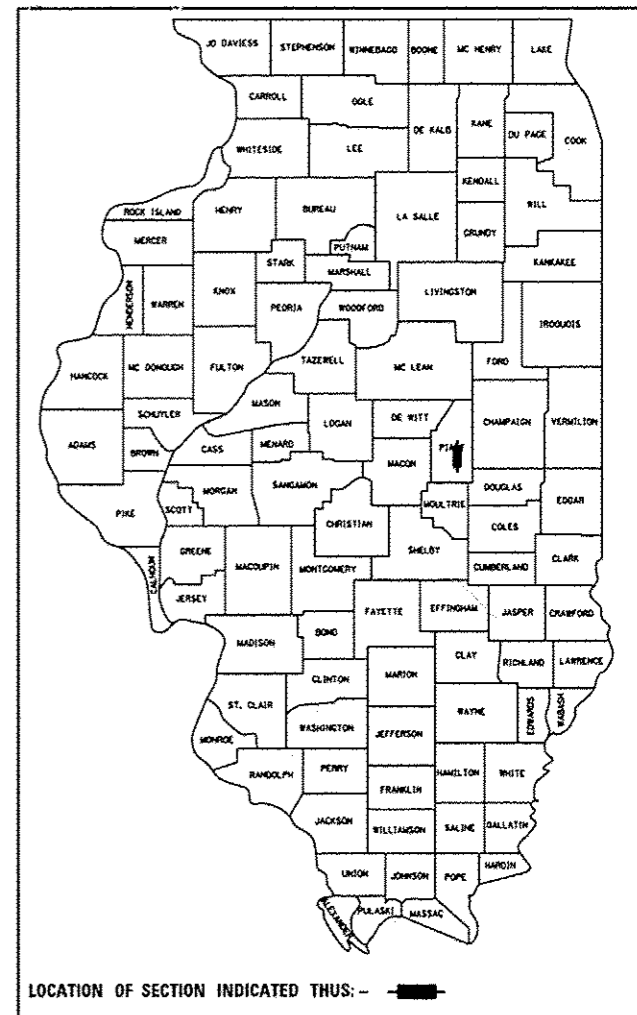 JO DAVIESS STEPHENSON WINNEBAGO BOONE MC HENRY LAKE
CARROLL OGLE DE KALB KANE DU PAGE COOK
WHITESIDE LEE
KENDALL WILL
ROCK ISLAND HENRY BUREAU LA SALLE GRUNDY
MERCER PUTNAM
STARK MARSHALL KANKAKEE
HENDERSON WARREN KNOX PEORIA WOODFORD LIVINGSTON IROQUOIS
HANCOCK MC DONOUGH FULTON TAZEWELL MC LEAN FORD
SCHUYLER MASON
ADAMS BROWN CASS MENARD LOGAN DE WITT PIATT CHAMPAIGN VERMILION
MACON
PIKE SCOTT MORGAN SANGAMON DOUGLAS EDGAR
MOULTRIE
CHRISTIAN COLES
CALHOUN GREENE MACOUPIN MONTGOMERY SHELBY CUMBERLAND CLARK
JERSEY
FAYETTE EFFINGHAM JASPER CRAWFORD
MADISON BOND
CLAY RICHLAND LAWRENCE
CLINTON MARION
ST. CLAIR WAYNE EDWARDS WABASH
WASHINGTON JEFFERSON
MONROE
RANDOLPH PERRY HAMILTON WHITE
FRANKLIN
JACKSON WILLIAMSON SALINE GALLATIN
UNION JOHNSON POPE HARDIN
ALEXANDER PULASKI MASSAC
LOCATION OF SECTION INDICATED THUS:-